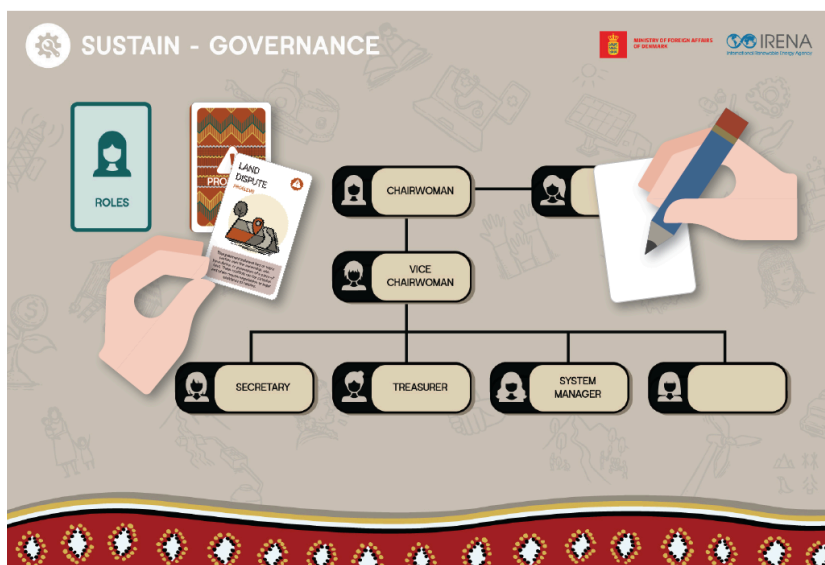 SUSTAIN - GOVERNANCE
MINISTRY OF FOREIGN AFFAIRS
OF DENMARK
IRENA
International Renewable Energy Agency
ROLES
PRO
LAND
DISPUTE
PROBLEM
CHAIRWOMAN
VICE
CHAIRWOMAN
SECRETARY
TREASURER
SYSTEM
MANAGER